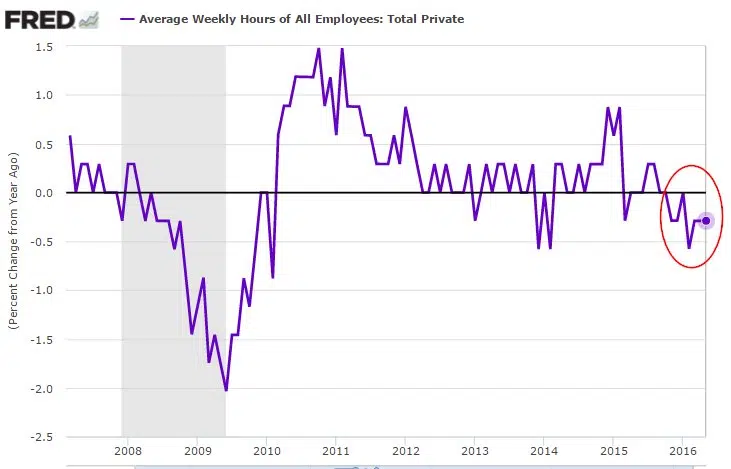 FRED
Average Weekly Hours of All Employees: Total Private
(Percent Change from Year Ago)
1.5
1.0
0.5
0.0
-0.5
-1.0
-1.5
-2.0
-2.5
2008 2009 2010 2011 2012 2013 2014 2015 2016